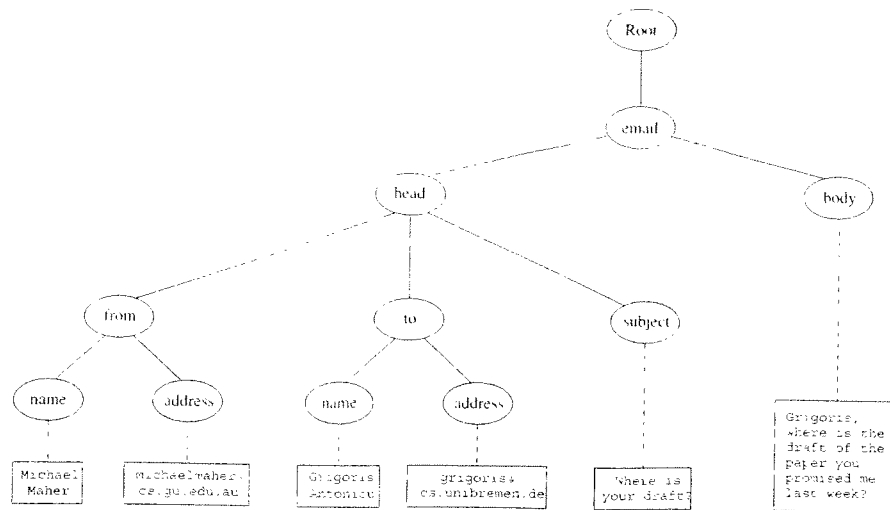 Root
email
head
body
from
to
subject
name
address
name
address
Michael
Maher
michaelmaher
cs.gu.edu.au
Grigoris
Antoniou
grigoris
cs.unibremen.de
Where is
your draft?
Grigoris,
where is the
draft of the
paper you
promised me
last week?